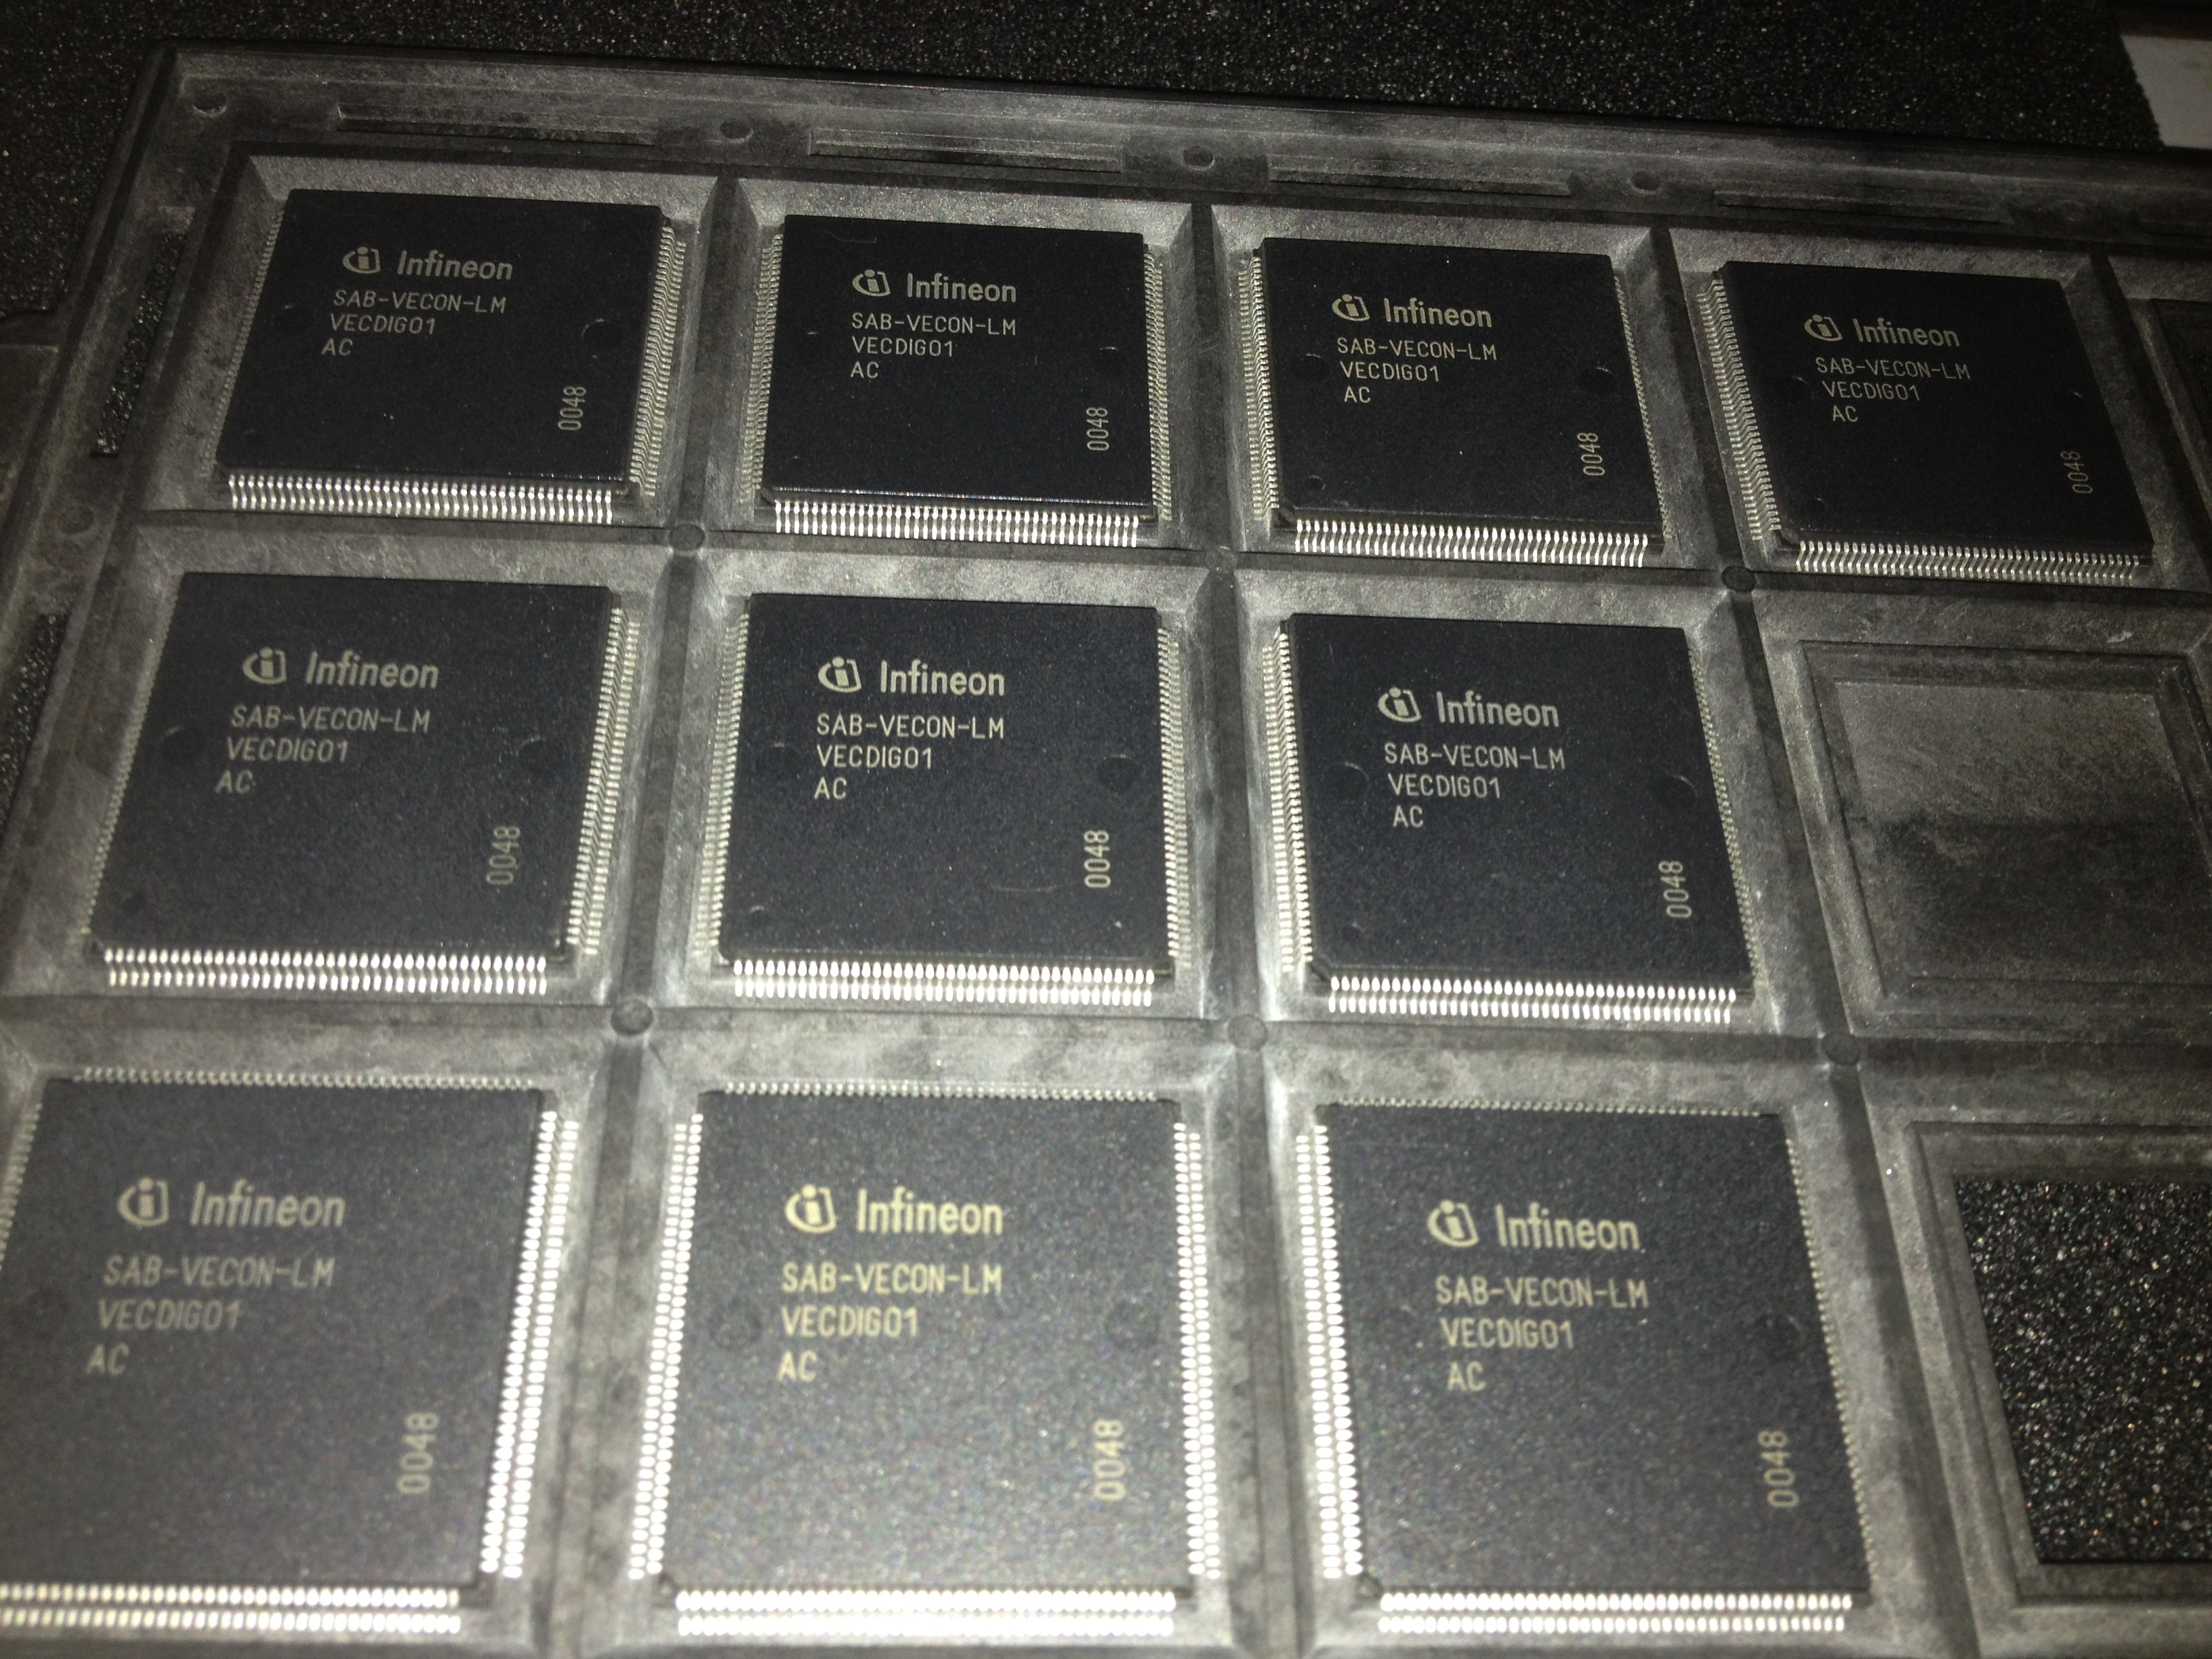 Infineon
SAB-VECON-LM
VECDIG01
AC
0048
Infineon
SAB-VECON-LM
VECDIG01
AC
0048
Infineon
SAB-VECON-LM
VECDIG01
AC
0048
Infineon
SAB-VECON-LM
VECDIG01
AC
0048
Infineon
SAB-VECON-LM
VECDIG01
AC
0048
Infineon
SAB-VECON-LM
VECDIG01
AC
0048
Infineon
SAB-VECON-LM
VECDIG01
AC
0048
Infineon
SAB-VECON-LM
VECDIG01
AC
0048
Infineon
SAB-VECON-LM
VECDIG01
AC
0048
Infineon
SAB-VECON-LM
VECDIG01
AC
0048